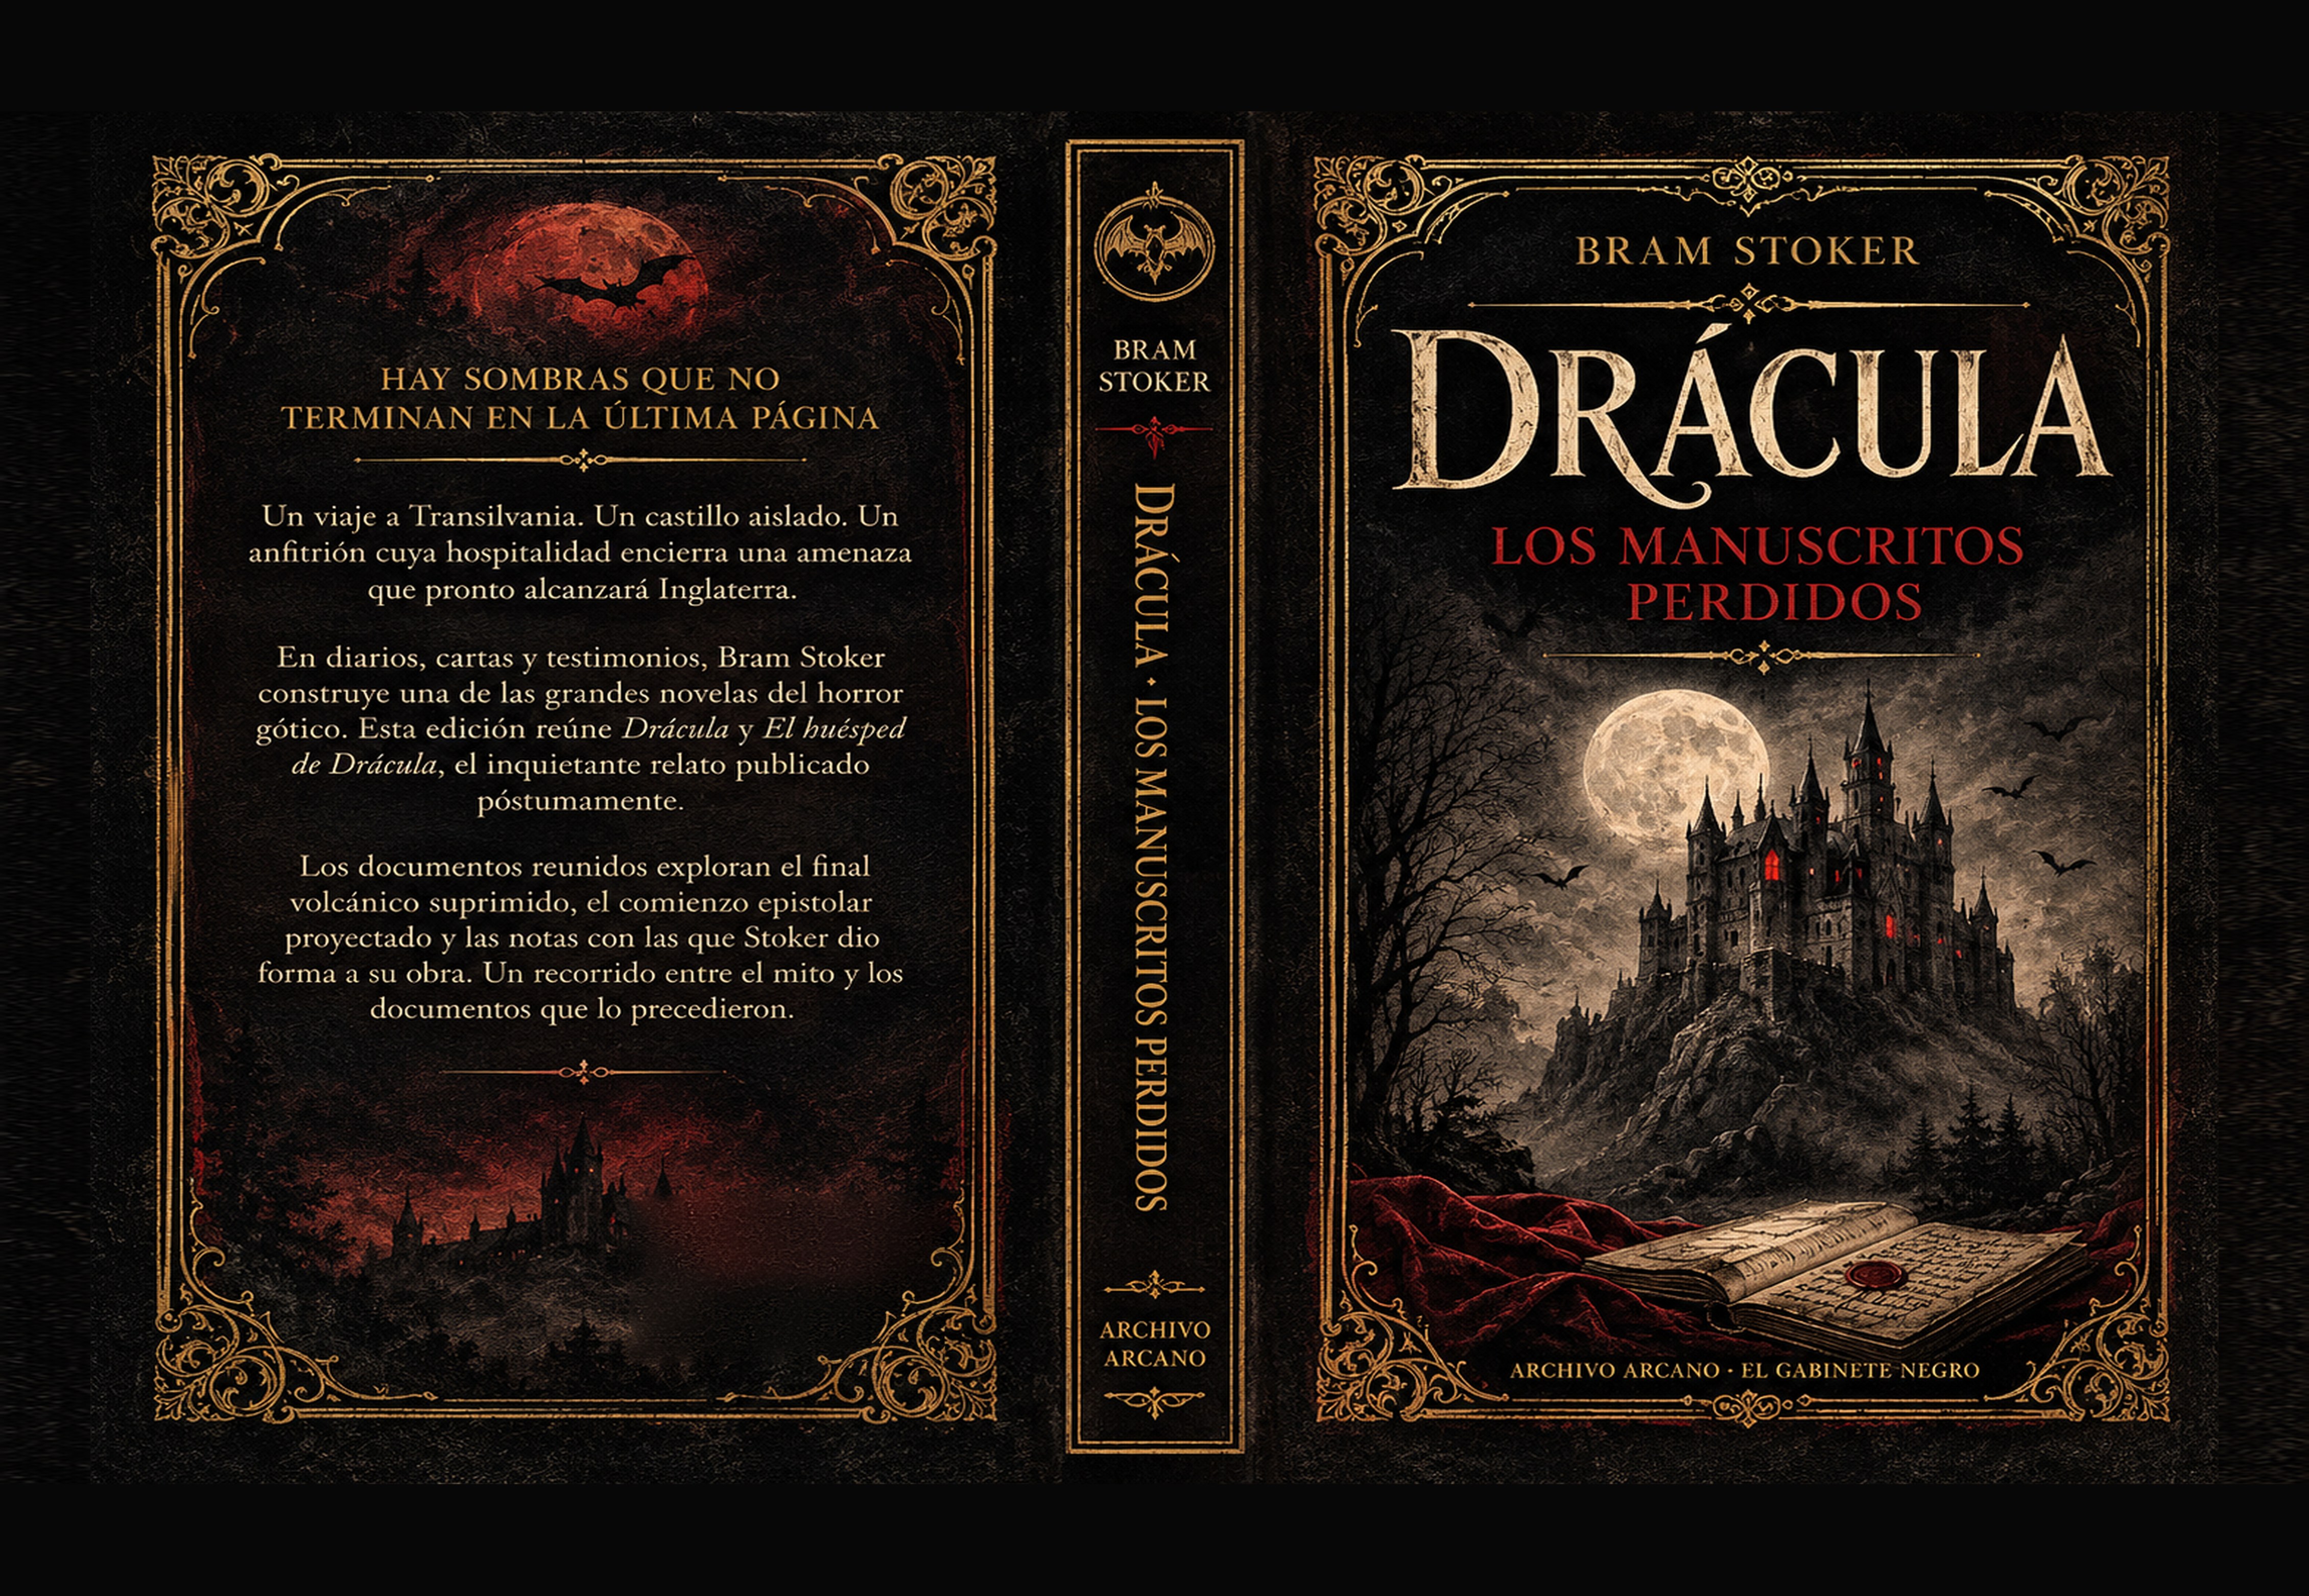 HAY SOMBRAS QUE NO
TERMINAN EN LA ÚLTIMA PÁGINA
Un viaje a Transilvania. Un castillo aislado. Un
anfitrión cuya hospitalidad encierra una amenaza
que pronto alcanzará Inglaterra.
En diarios, cartas y testimonios, Bram Stoker
construye una de las grandes novelas del horror
gótico. Esta edición reúne Drácula y El huésped
de Drácula, el inquietante relato publicado
póstumamente.
Los documentos reunidos exploran el final
volcánico suprimido, el comienzo epistolar
proyectado y las notas con las que Stoker dio
forma a su obra. Un recorrido entre el mito y los
documentos que lo precedieron.
BRAM
STOKER
DRÁCULA · LOS MANUSCRITOS PERDIDOS
ARCHIVO
ARCANO
BRAM STOKER
DRÁCULA
LOS MANUSCRITOS
PERDIDOS
ARCHIVO ARCANO · EL GABINETE NEGRO